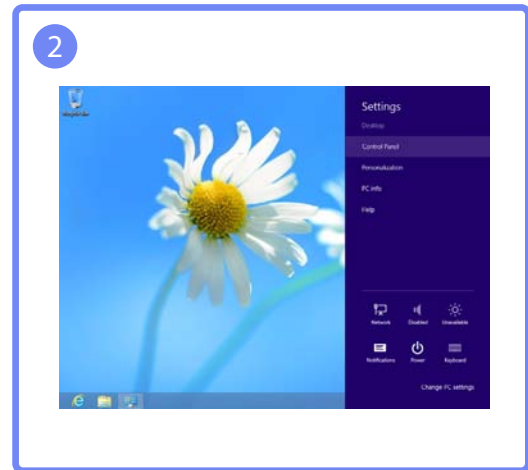 2
Settings
Desktop
Control Panel
Personalization
PC info
Help
Network
Disabled
Unavailable
Notifications
Power
Keyboard
Change PC settings